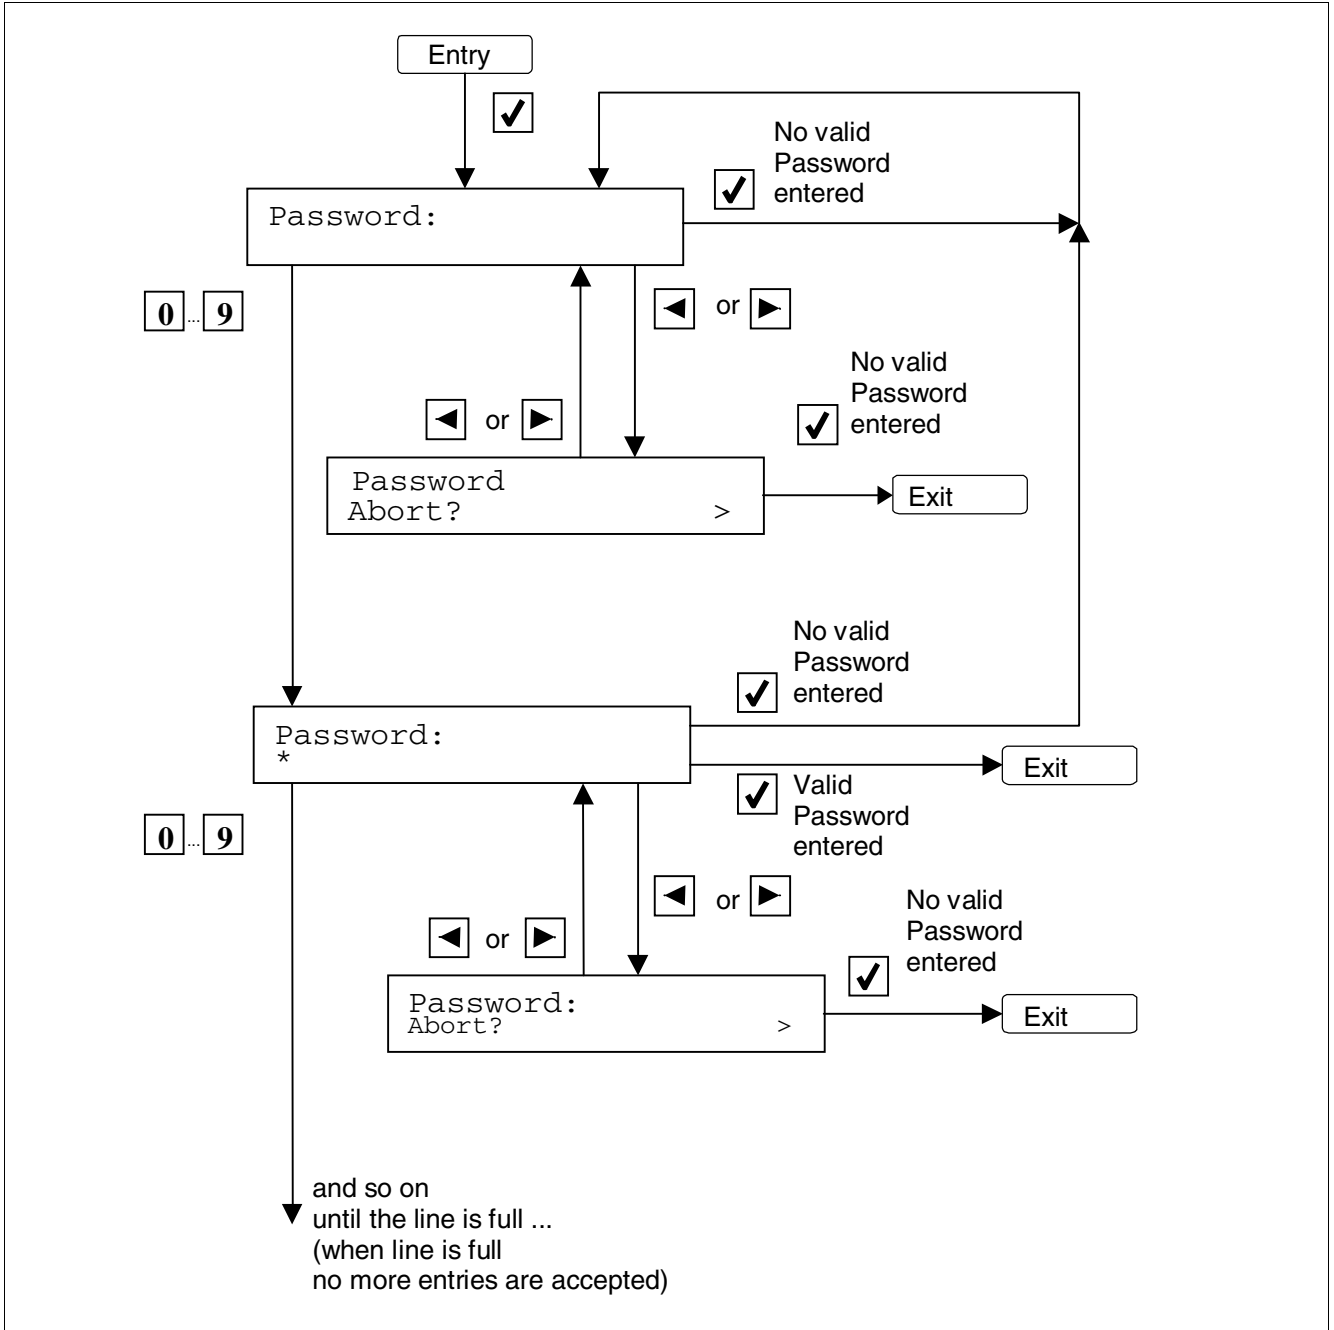 Entry
No valid
Password
entered
Password:
0 ... 9
or
No valid
Password
entered
or
Password
Abort? >
Exit
No valid
Password
entered
Password:
*
Exit
Valid
Password
entered
0 ... 9
or
No valid
Password
entered
or
Password:
Abort? >
Exit
and so on
until the line is full ...
(when line is full
no more entries are accepted)